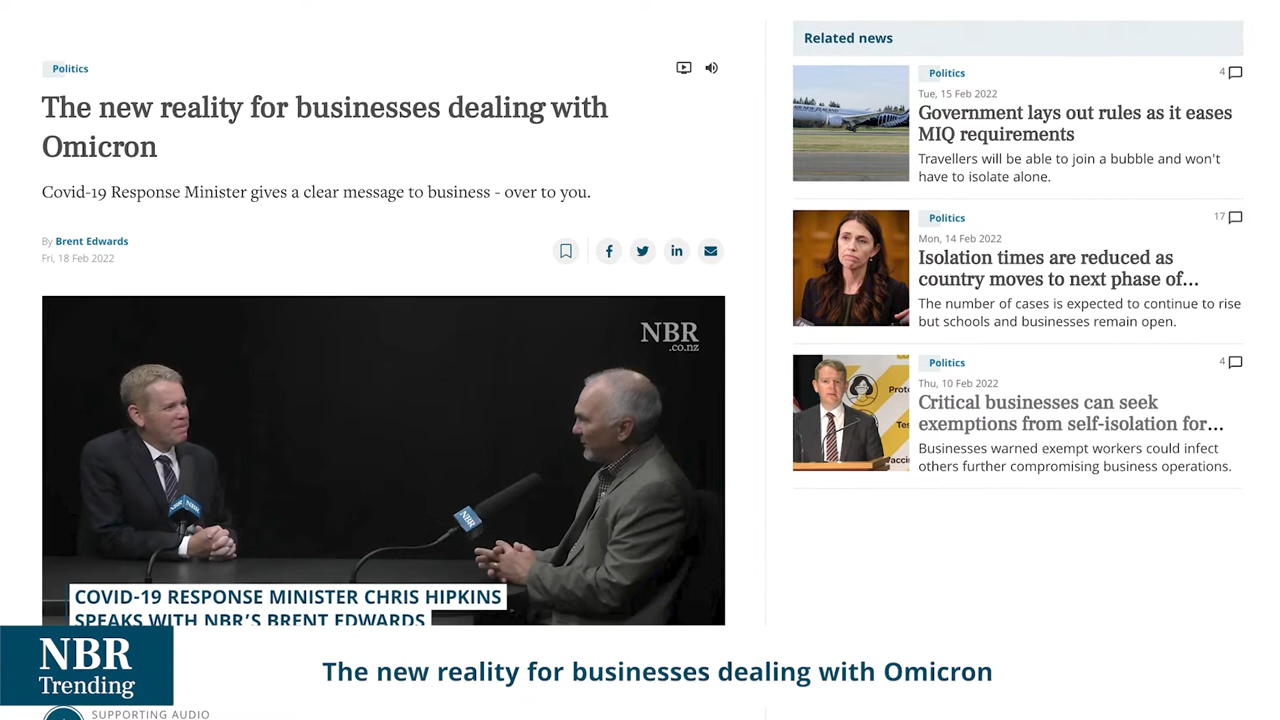 Politics
The new reality for businesses dealing with
Omicron
Covid-19 Response Minister gives a clear message to business - over to you.
By Brent Edwards
Fri, 18 Feb 2022
NBR
.co.nz
NBR
NBR
NBR
COVID-19 RESPONSE MINISTER CHRIS HIPKINS
SPEAKS WITH NBR'S BRENT EDWARDS
Related news
Politics
4
Tue, 15 Feb 2022
Government lays out rules as it eases
MIQ requirements
Travellers will be able to join a bubble and won't
have to isolate alone.
Politics
17
Mon, 14 Feb 2022
Isolation times are reduced as
country moves to next phase of...
The number of cases is expected to continue to rise
but schools and businesses remain open.
Politics
4
Thu, 10 Feb 2022
Critical businesses can seek
exemptions from self-isolation for...
Businesses warned exempt workers could infect
others further compromising business operations.
NBR
Trending
The new reality for businesses dealing with Omicron
SUPPORTING AUDIO